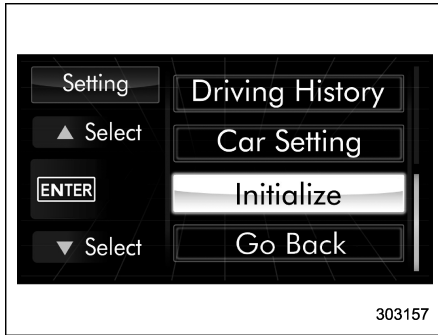 Setting
▲ Select
ENTER
▼ Select
Driving History
Car Setting
Initialize
Go Back
303157